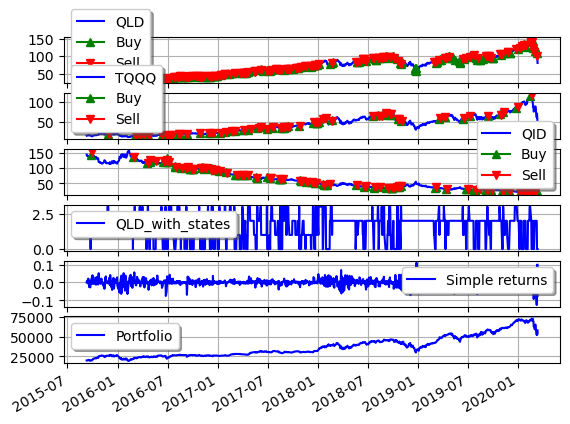 QLD
Buy
Sell
150
100
50
TQQQ
Buy
Sell
100
50
QID
Buy
Sell
150
100
50
QLD_with_states
2.5
0.0
Simple returns
0.1
0.0
−0.1
Portfolio
75000
50000
25000
2015-07
2016-01
2016-07
2017-01
2017-07
2018-01
2018-07
2019-01
2019-07
2020-01